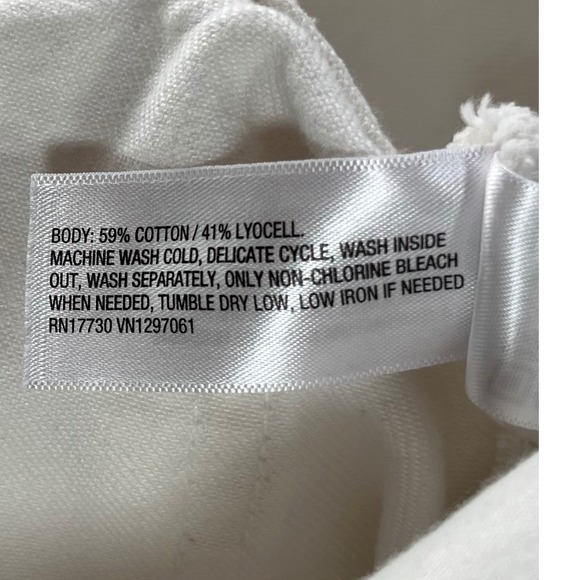 BODY: 59% COTTON / 41% LYOCELL.
MACHINE WASH COLD, DELICATE CYCLE, WASH INSIDE
OUT, WASH SEPARATELY, ONLY NON-CHLORINE BLEACH
WHEN NEEDED, TUMBLE DRY LOW, LOW IRON IF NEEDED
RN17730 VN1297061